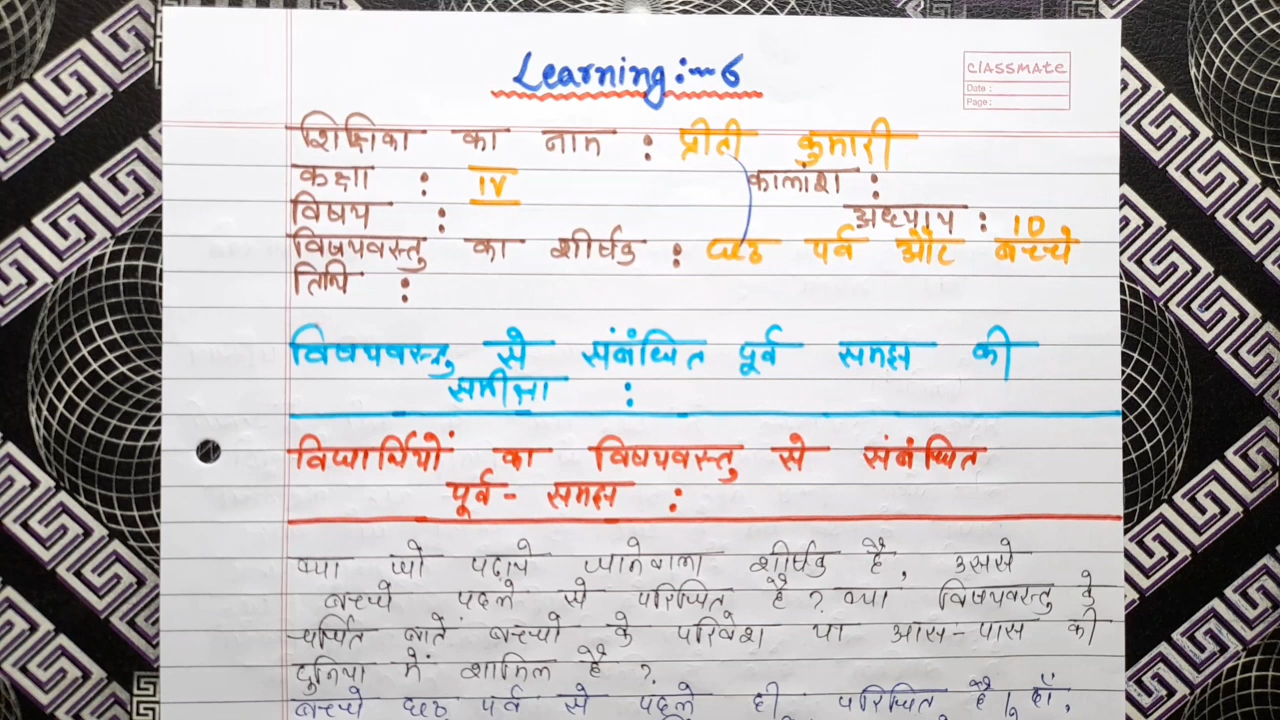 Learning:-6
CLASSMATE
Date :
Page :
शिक्षिका का नाम : प्रीती कुमारी
कक्षा : IV कालांश :
विषय : अध्याय : 10
विषयवस्तु का शीर्षक : छठ पर्व और बच्चे
तिथि :
विषयवस्तु से संबंधित पूर्व समझ की
समीक्षा :
विद्यार्थियों का विषयवस्तु से संबंधित
पूर्व- समझ :
क्या जो पढ़ाये जानेवाला शीर्षक है, उससे
बच्चे पहले से परिचित है? क्या विषयवस्तु के
चर्चित बातें बच्चो के परिवेश या आस-पास की
दुनिया में शामिल है ?
बच्चे छठ पर्व से पहले ही परिचित है, हाँ,